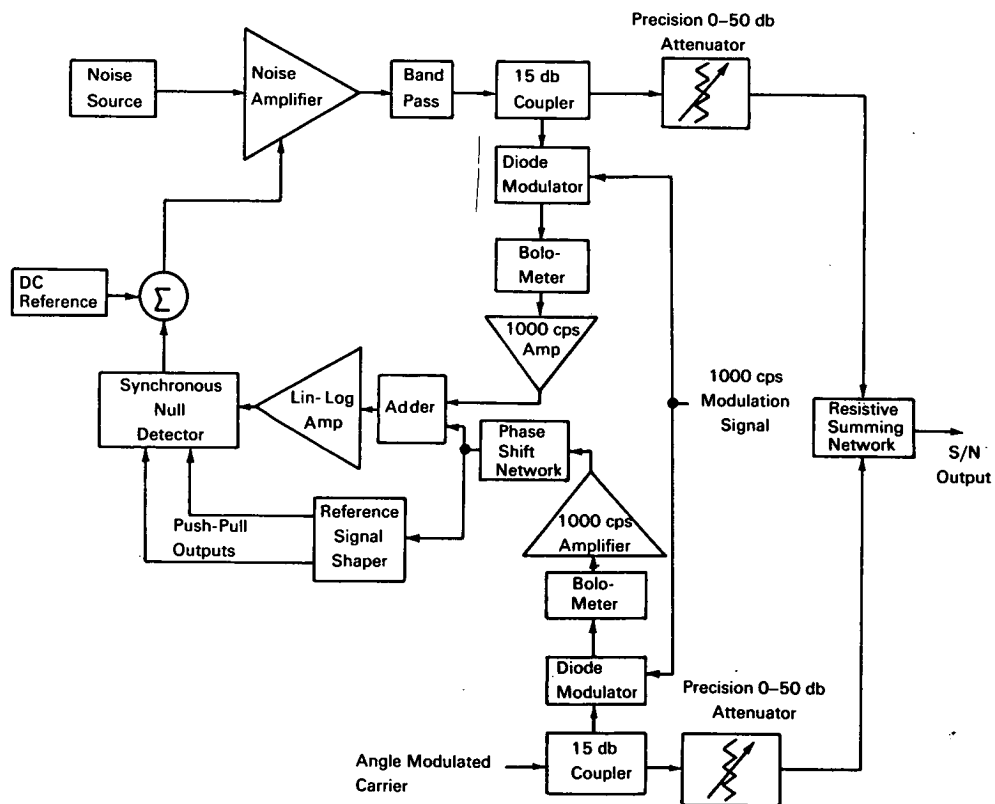 Precision 0–50 db
Attenuator
Noise
Source
Noise
Amplifier
Band
Pass
15 db
Coupler
Diode
Modulator
Bolo-
Meter
DC
Reference
Σ
1000 cps
Amp
Synchronous
Null
Detector
Lin-Log
Amp
Adder
Phase
Shift
Network
1000 cps
Modulation
Signal
Resistive
Summing
Network
S/N
Output
Push-Pull
Outputs
Reference
Signal
Shaper
1000 cps
Amplifier
Bolo-
Meter
Diode
Modulator
Precision 0–50 db
Attenuator
Angle Modulated
Carrier
15 db
Coupler